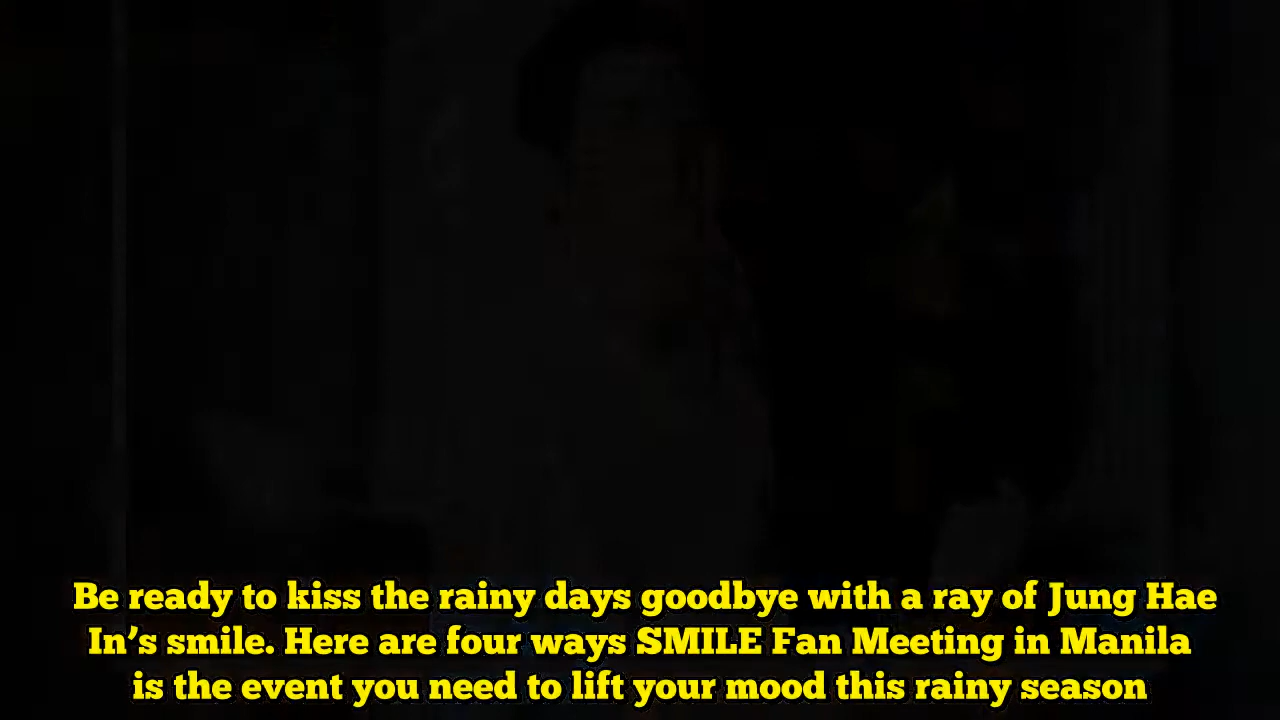 Be ready to kiss the rainy days goodbye with a ray of Jung Hae
In’s smile. Here are four ways SMILE Fan Meeting in Manila
is the event you need to lift your mood this rainy season